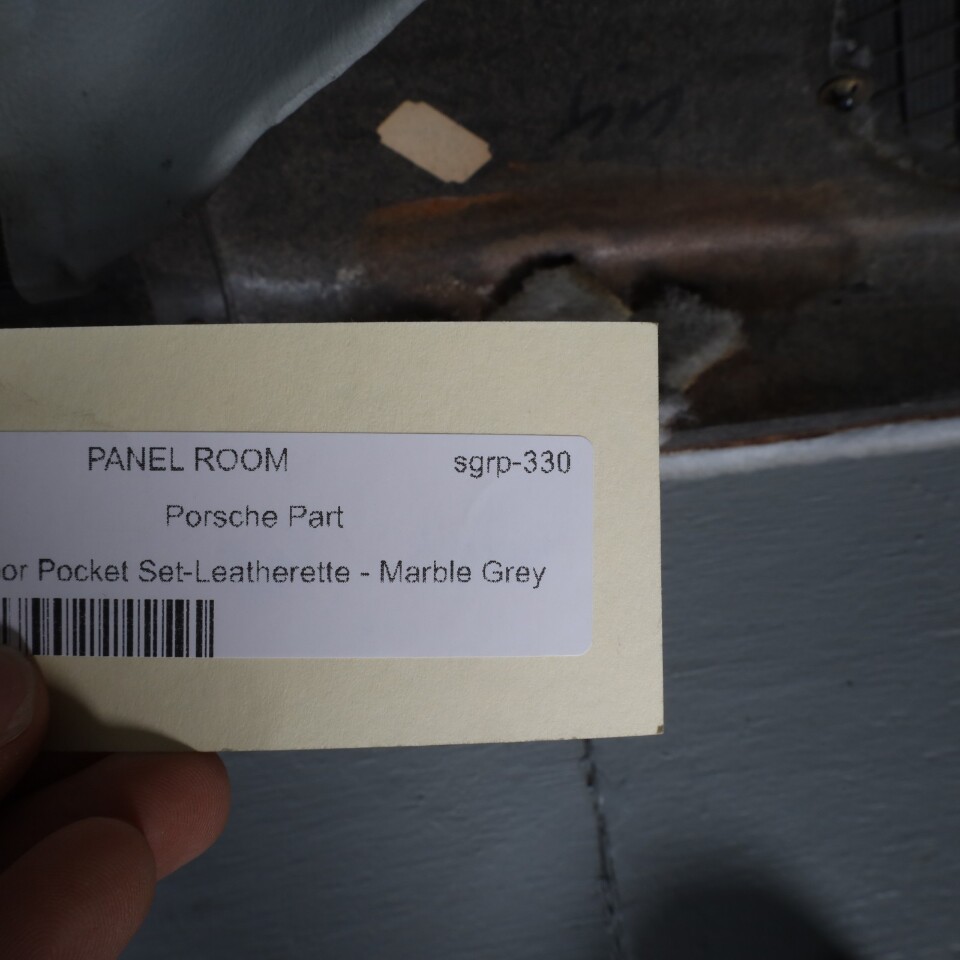 PANEL ROOM sgrp-330
Porsche Part
or Pocket Set-Leatherette - Marble Grey